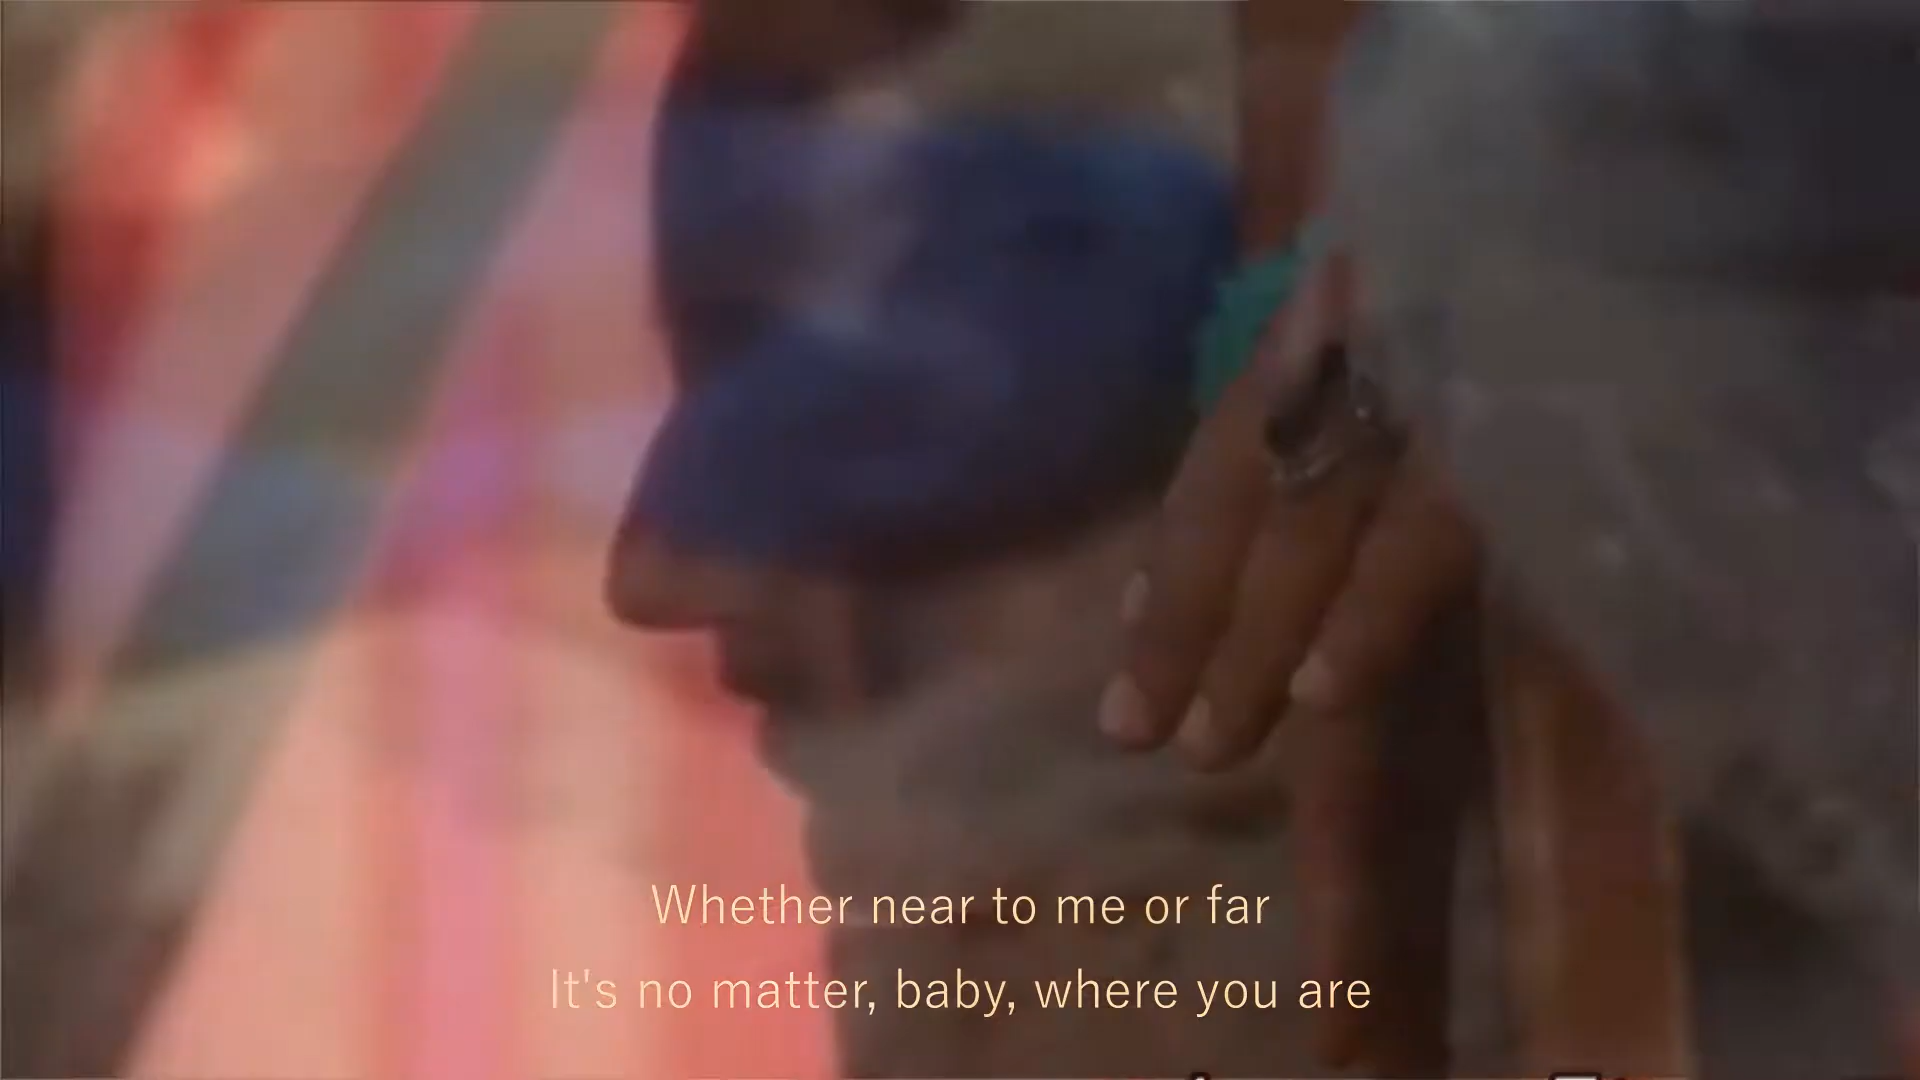 Whether near to me or far
It's no matter, baby, where you are